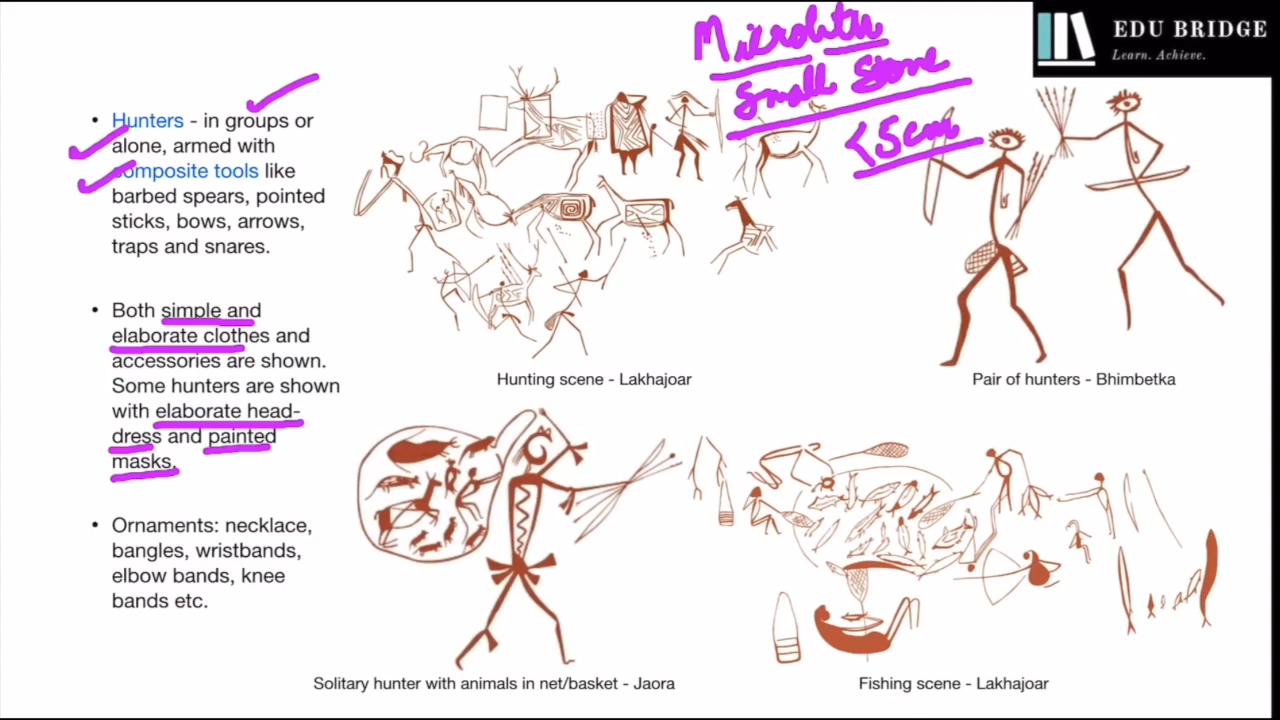 Microlith
Small Stone
<5cm
EDU BRIDGE
Learn. Achieve.
• Hunters - in groups or
alone, armed with
composite tools like
barbed spears, pointed
sticks, bows, arrows,
traps and snares.
• Both simple and
elaborate clothes and
accessories are shown.
Some hunters are shown
with elaborate head-
dress and painted
masks.
• Ornaments: necklace,
bangles, wristbands,
elbow bands, knee
bands etc.
Hunting scene - Lakhajoar
Pair of hunters - Bhimbetka
Solitary hunter with animals in net/basket - Jaora
Fishing scene - Lakhajoar